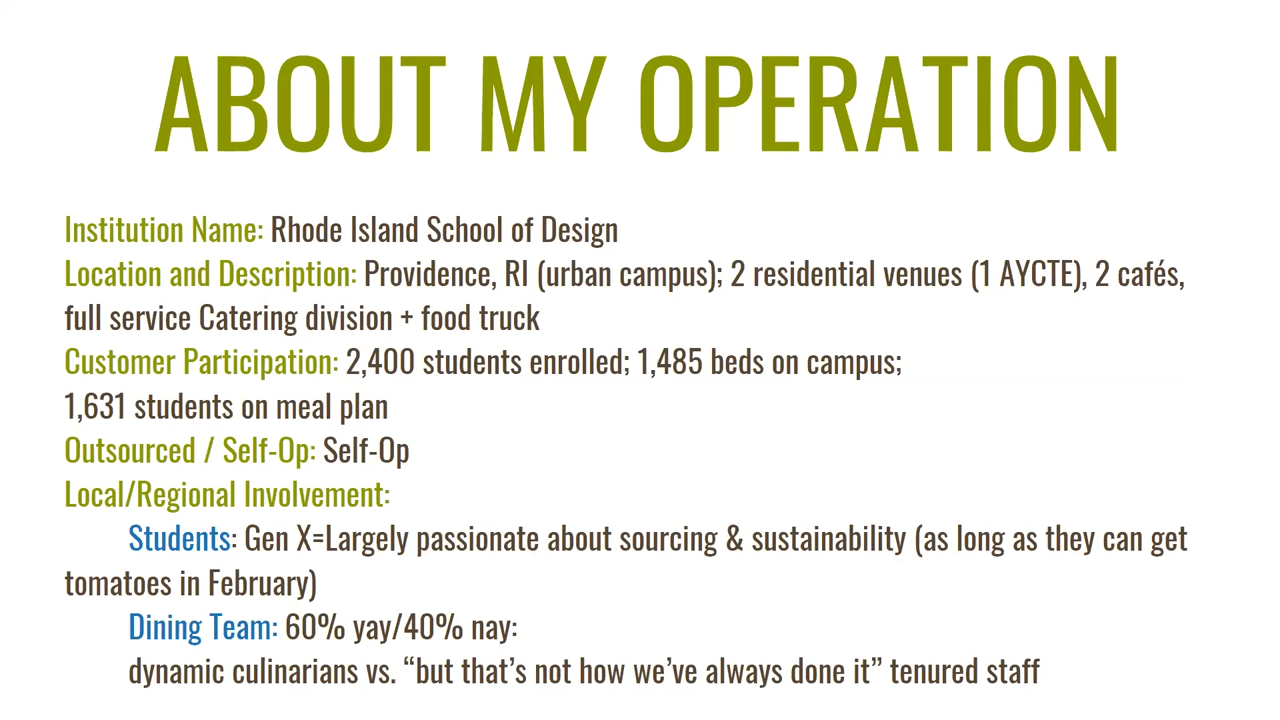 ABOUT MY OPERATION
Institution Name: Rhode Island School of Design
Location and Description: Providence, RI (urban campus); 2 residential venues (1 AYCTE), 2 cafés,
full service Catering division + food truck
Customer Participation: 2,400 students enrolled; 1,485 beds on campus;
1,631 students on meal plan
Outsourced / Self-Op: Self-Op
Local/Regional Involvement:
Students: Gen X=Largely passionate about sourcing & sustainability (as long as they can get
tomatoes in February)
Dining Team: 60% yay/40% nay:
dynamic culinarians vs. “but that’s not how we’ve always done it” tenured staff